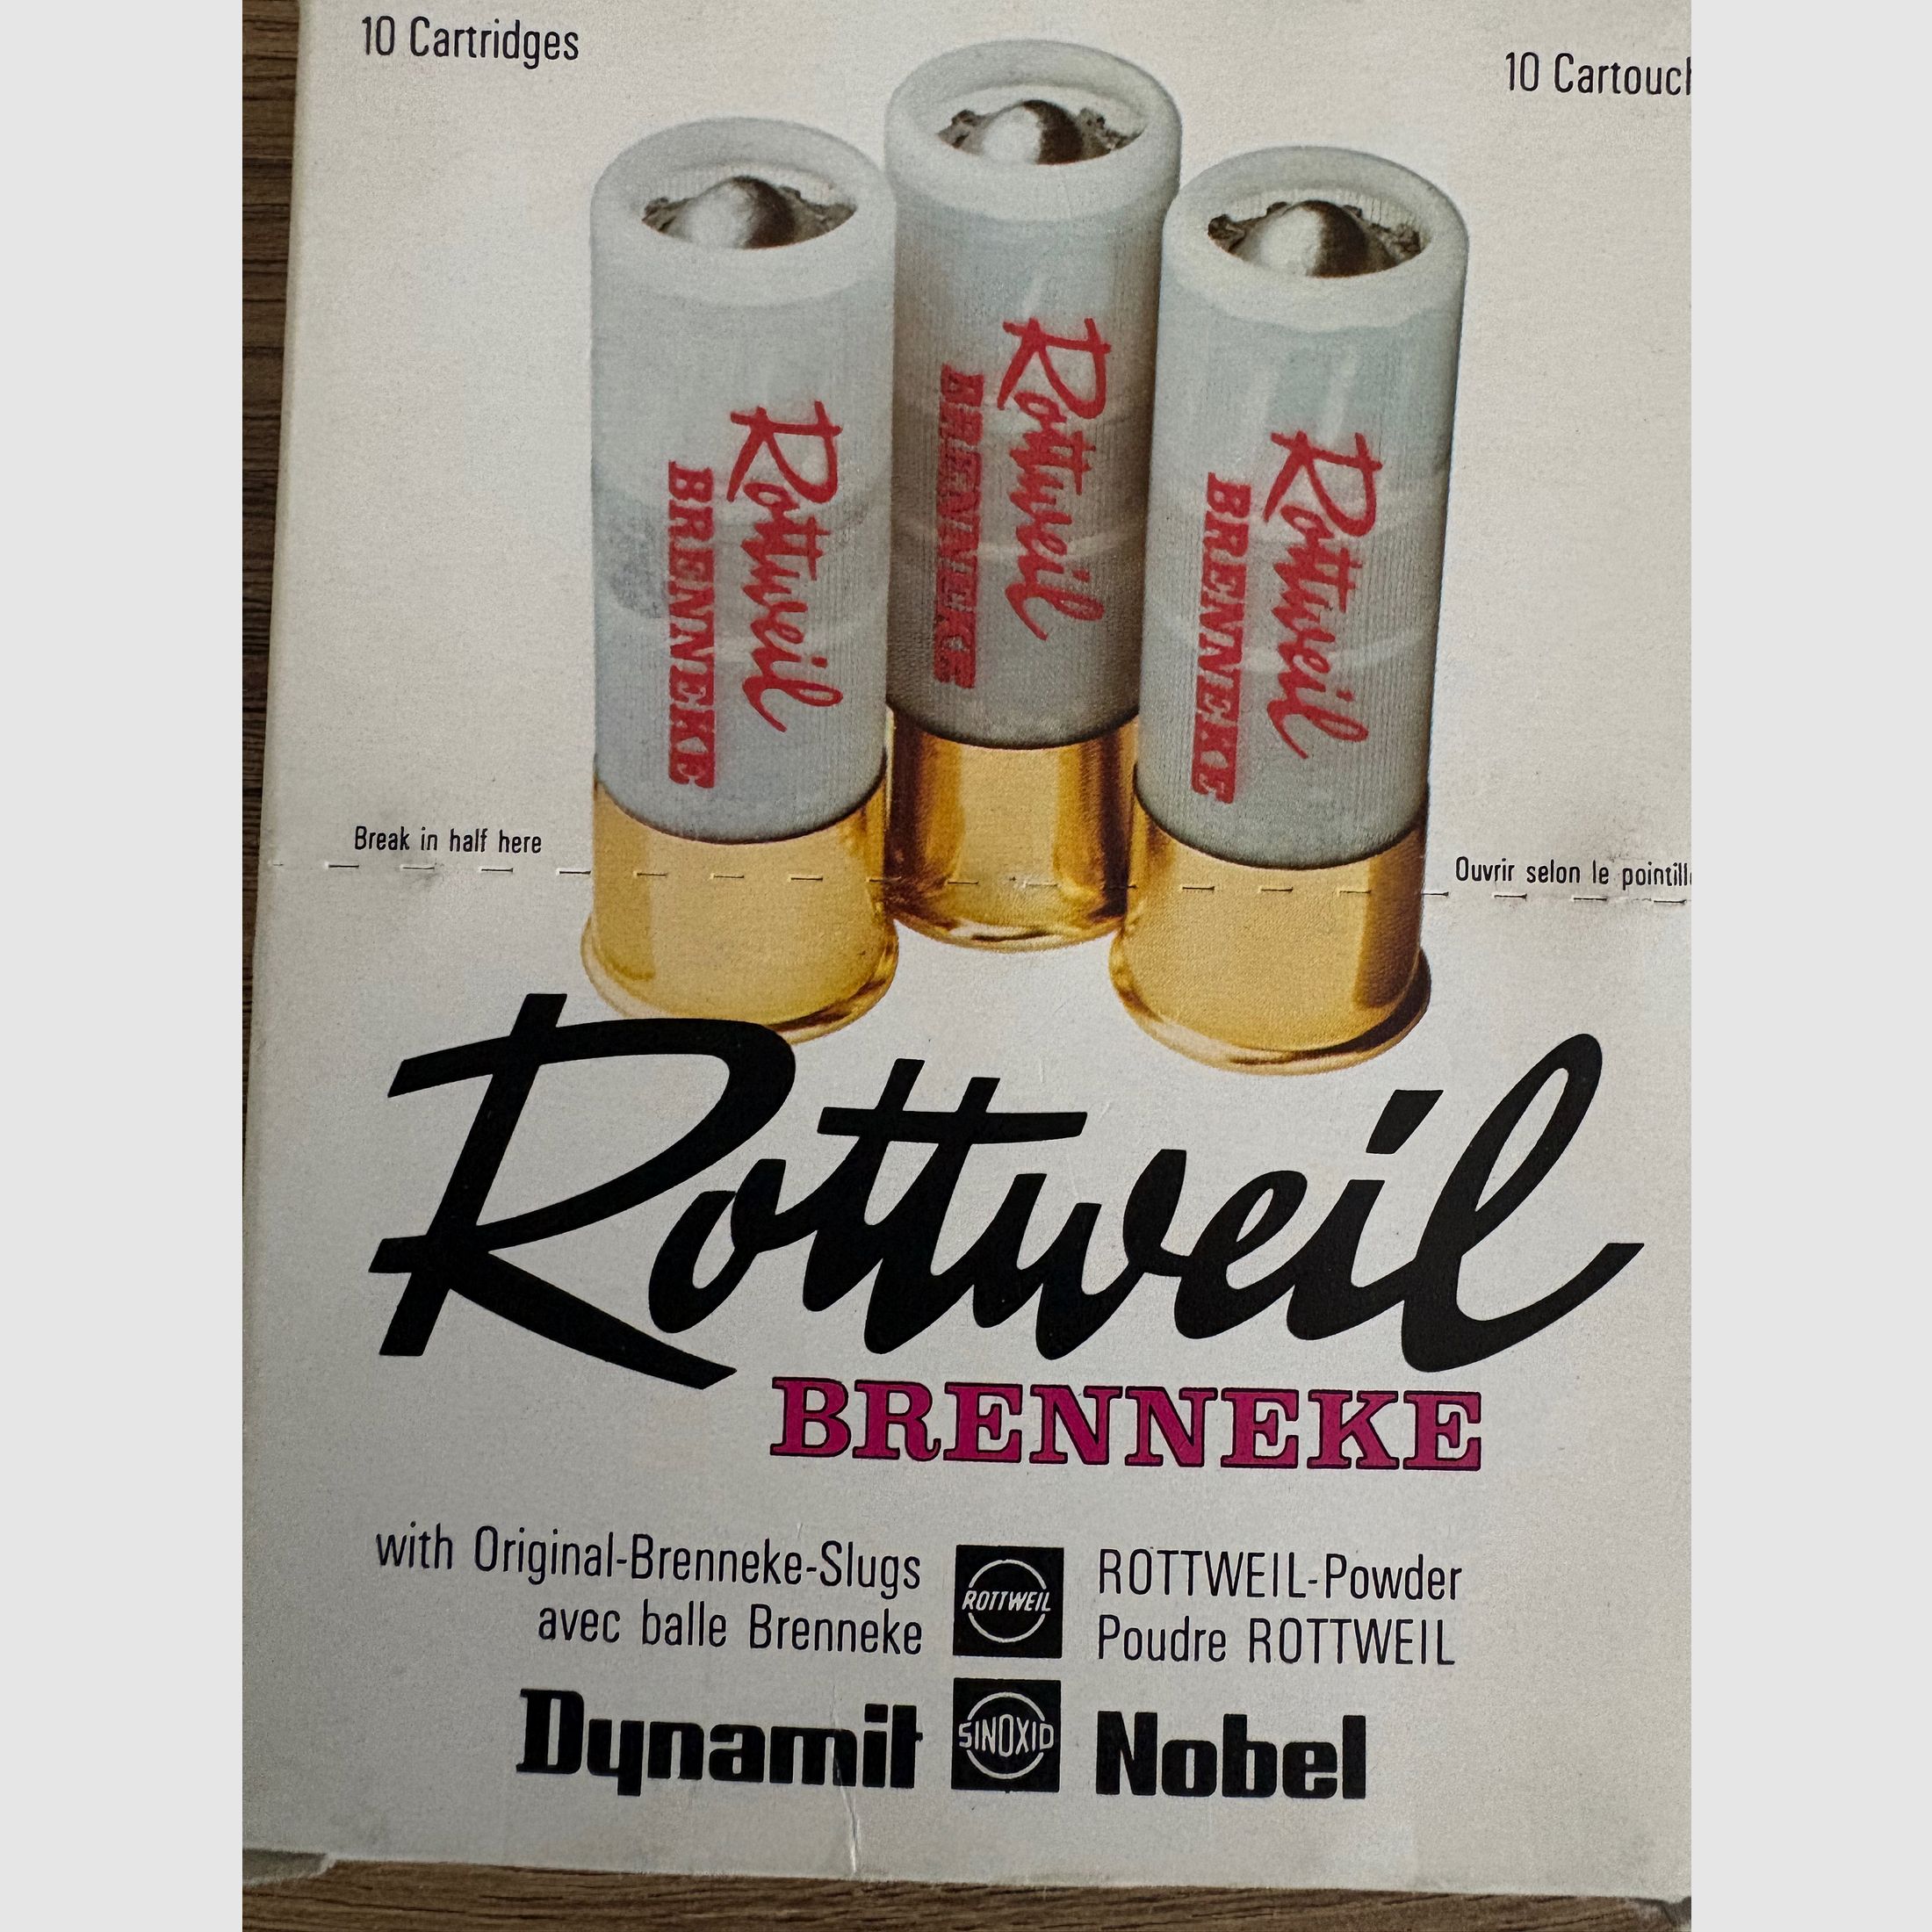 10 Cartridges
10 Cartouch
Rottweil
BRENNEKE
Rottweil
BRENNEKE
Rottweil
BRENNEKE
Break in half here
Ouvrir selon le pointill
Rottweil
BRENNEKE
with Original-Brenneke-Slugs
avec balle Brenneke
ROTTWEIL
ROTTWEIL-Powder
Poudre ROTTWEIL
Dynamit
SINOXID
Nobel